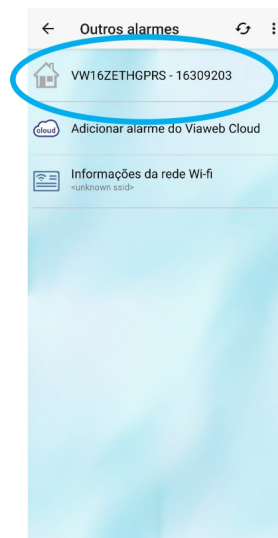 Outros alarmes
VW16ZETHGPRS - 16309203
cloud
Adicionar alarme do Viaweb Cloud
Informações da rede Wi-fi
<unknown ssid>